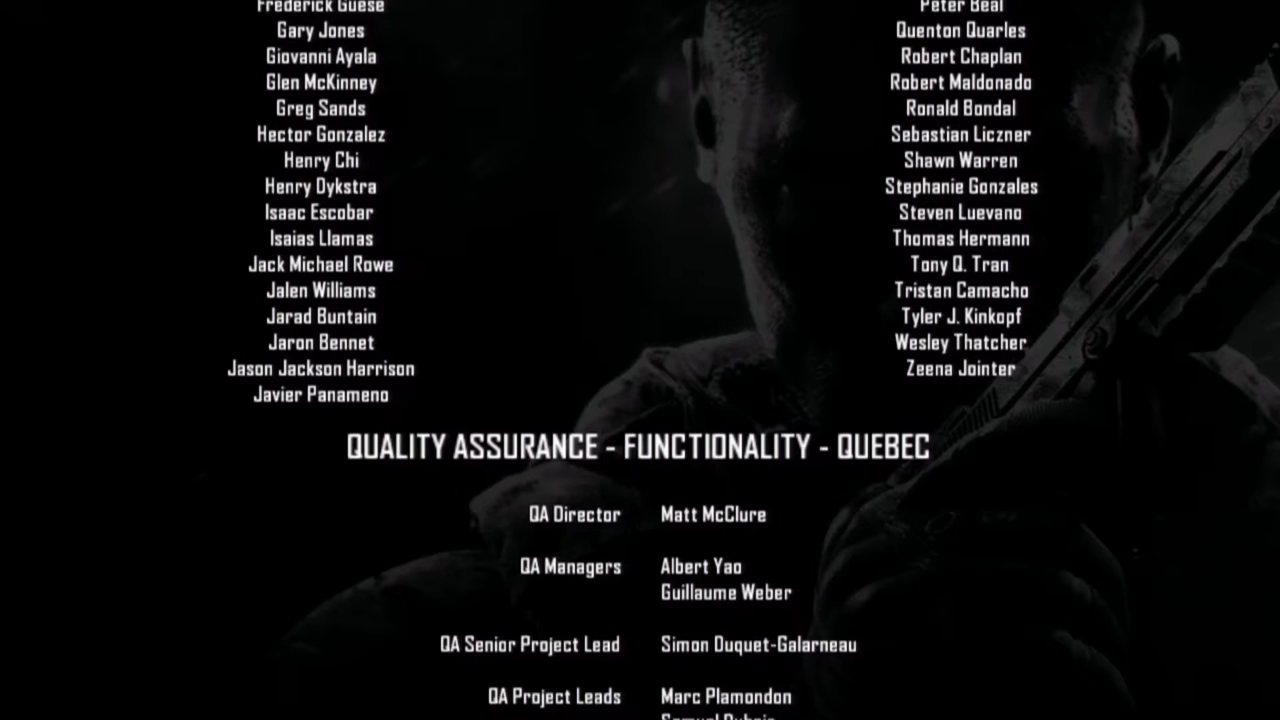 Frederick Guese
Gary Jones
Giovanni Ayala
Glen McKinney
Greg Sands
Hector Gonzalez
Henry Chi
Henry Dykstra
Isaac Escobar
Isaias Llamas
Jack Michael Rowe
Jalen Williams
Jarad Buntain
Jaron Bennet
Jason Jackson Harrison
Javier Panameno
Peter Beal
Quenton Quarles
Robert Chaplan
Robert Maldonado
Ronald Bondal
Sebastian Liczner
Shawn Warren
Stephanie Gonzales
Steven Luevano
Thomas Hermann
Tony Q. Tran
Tristan Camacho
Tyler J. Kinkopf
Wesley Thatcher
Zeena Jointer
QUALITY ASSURANCE - FUNCTIONALITY - QUEBEC
QA Director Matt McClure
QA Managers Albert Yao
Guillaume Weber
QA Senior Project Lead Simon Duquet-Galarneau
QA Project Leads Marc Plamondon